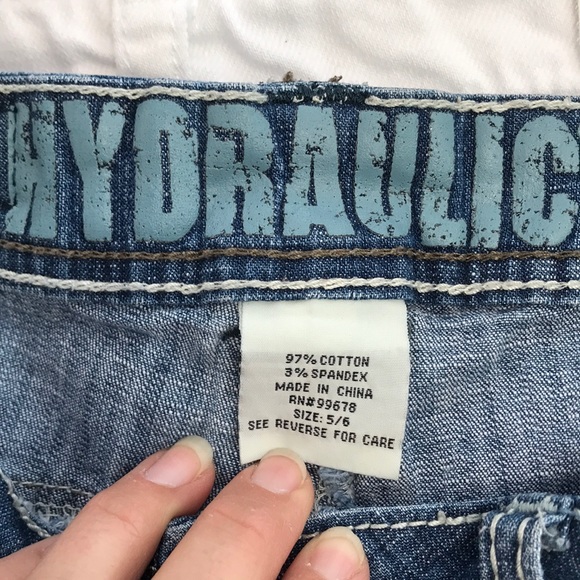 HYDRAULIC
97% COTTON
3% SPANDEX
MADE IN CHINA
RN#99678
SIZE: 5/6
SEE REVERSE FOR CARE